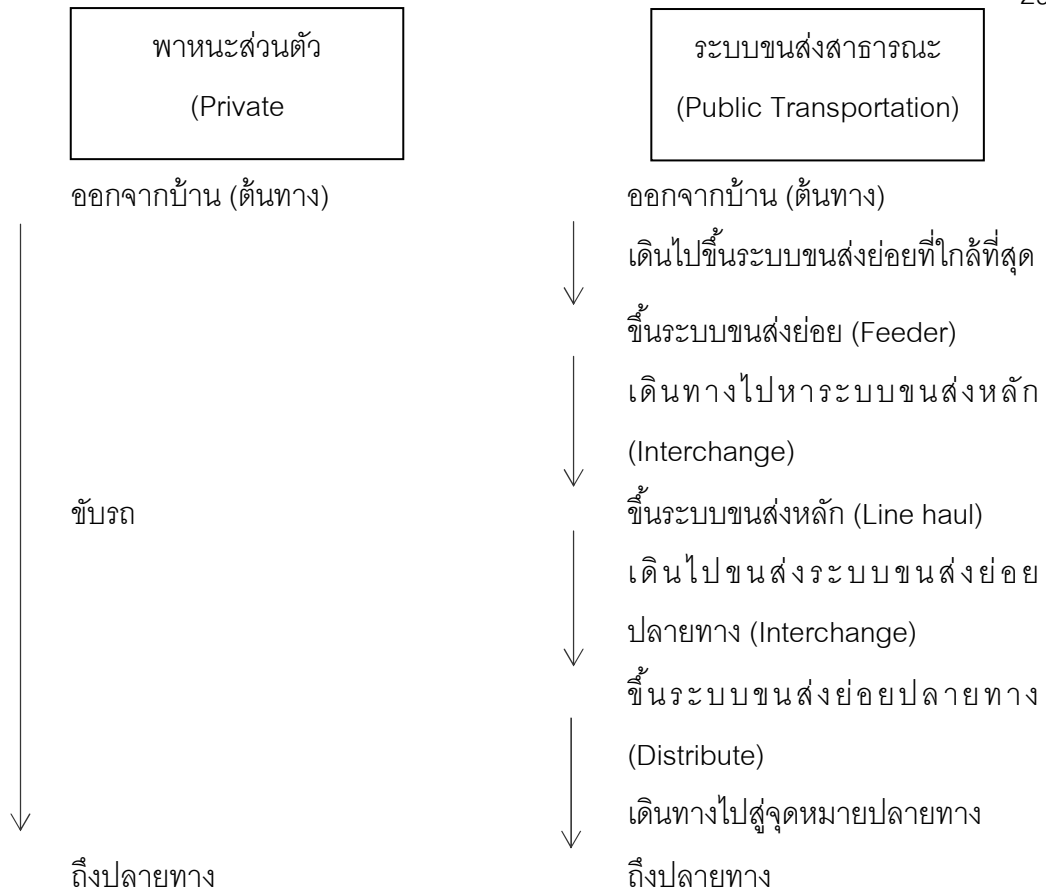 พาหนะส่วนตัว
(Private
ออกจากบ้าน (ต้นทาง)
ขับรถ
ถึงปลายทาง
ระบบขนส่งสาธารณะ
(Public Transportation)
ออกจากบ้าน (ต้นทาง)
เดินไปขึ้นระบบขนส่งย่อยที่ใกล้ที่สุด
ขึ้นระบบขนส่งย่อย (Feeder)
เดินทางไปหาระบบขนส่งหลัก
(Interchange)
ขึ้นระบบขนส่งหลัก (Line haul)
เดินไปขนส่งระบบขนส่งย่อย
ปลายทาง (Interchange)
ขึ้นระบบขนส่งย่อยปลายทาง
(Distribute)
เดินทางไปสู่จุดหมายปลายทาง
ถึงปลายทาง